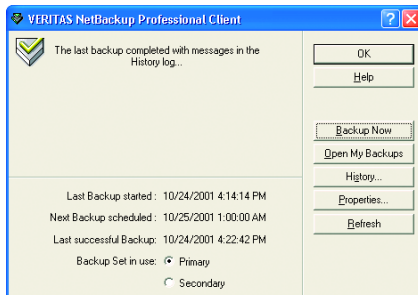 VERITAS NetBackup Professional Client
The last backup completed with messages in the
History log...
OK
Help
Backup Now
Open My Backups
History...
Properties...
Refresh
Last Backup started : 10/24/2001 4:14:14 PM
Next Backup scheduled : 10/25/2001 1:00:00 AM
Last successful Backup: 10/24/2001 4:22:42 PM
Backup Set in use: Primary
Secondary